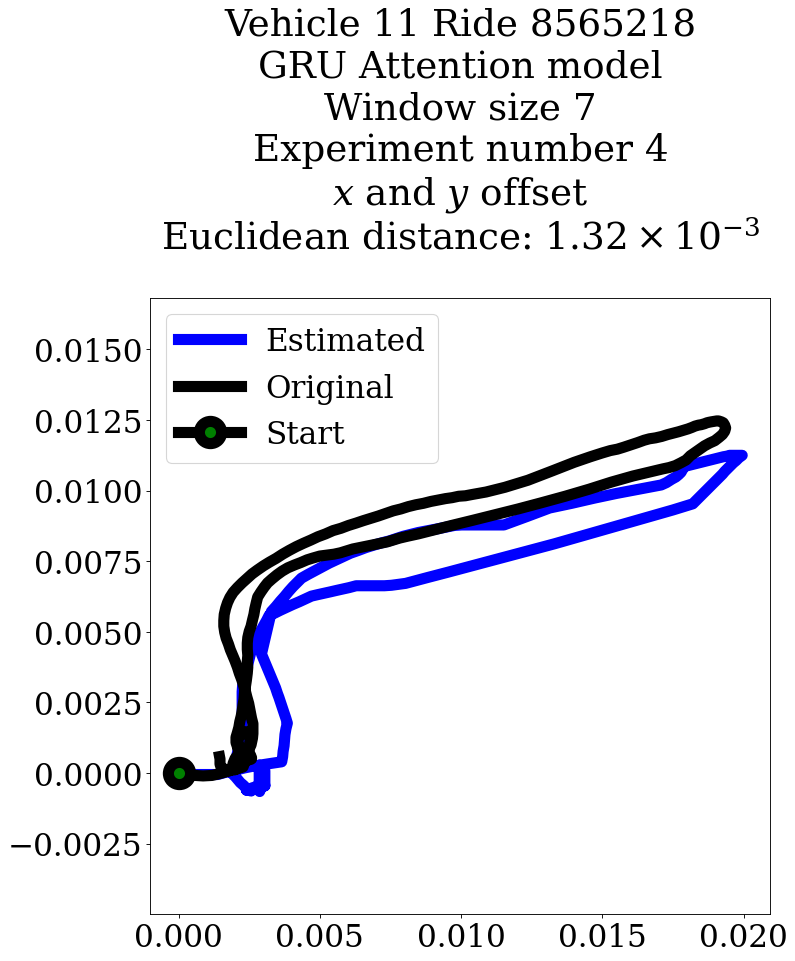 Vehicle 11 Ride 8565218
GRU Attention model
Window size 7
Experiment number 4
x and y offset
Euclidean distance: 1.32 × 10⁻³
Estimated
Original
Start
0.0150
0.0125
0.0100
0.0075
0.0050
0.0025
0.0000
−0.0025
0.000 0.005 0.010 0.015 0.020